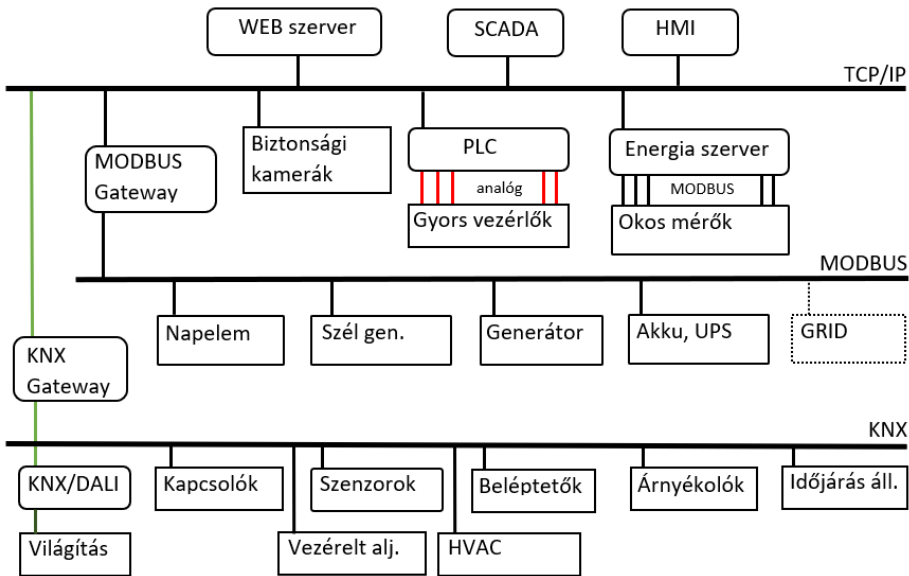 WEB szerver
SCADA
HMI
TCP/IP
MODBUS
Gateway
Biztonsági
kamerák
PLC
analóg
Gyors vezérlők
Energia szerver
MODBUS
Okos mérők
MODBUS
Napelem
Szél gen.
Generátor
Akku, UPS
GRID
KNX
Gateway
KNX
KNX/DALI
Kapcsolók
Szenzorok
Beléptetők
Árnyékolók
Időjárás áll.
Világítás
Vezérelt alj.
HVAC